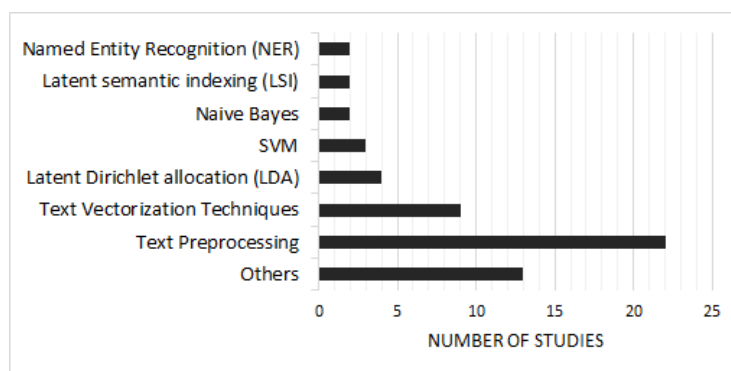 Named Entity Recognition (NER)
Latent semantic indexing (LSI)
Naive Bayes
SVM
Latent Dirichlet allocation (LDA)
Text Vectorization Techniques
Text Preprocessing
Others
0 5 10 15 20 25
NUMBER OF STUDIES